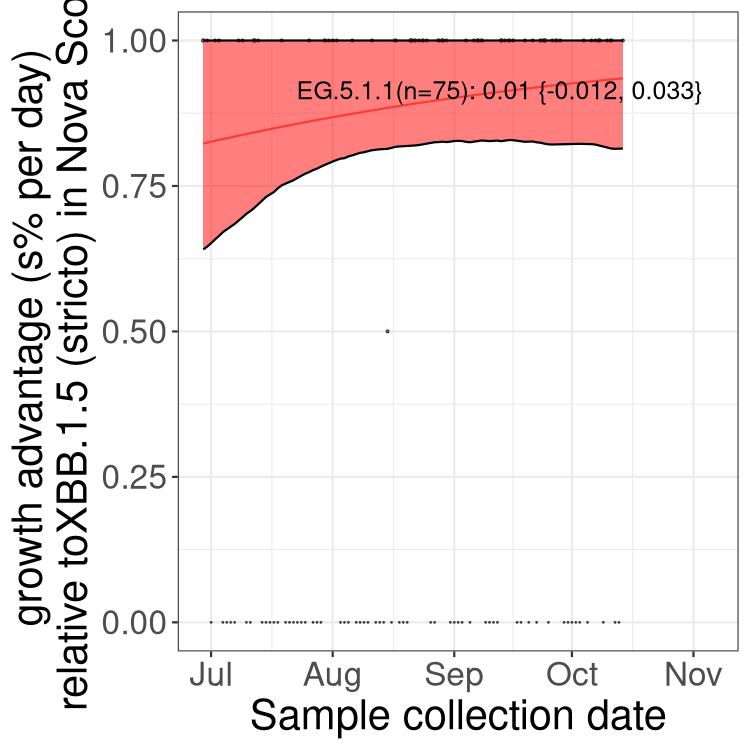 growth advantage (s% per day)
relative toXBB.1.5 (stricto) in Nova Sco
1.00
0.75
0.50
0.25
0.00
EG.5.1.1(n=75): 0.01 {-0.012, 0.033}
Jul Aug Sep Oct Nov
Sample collection date